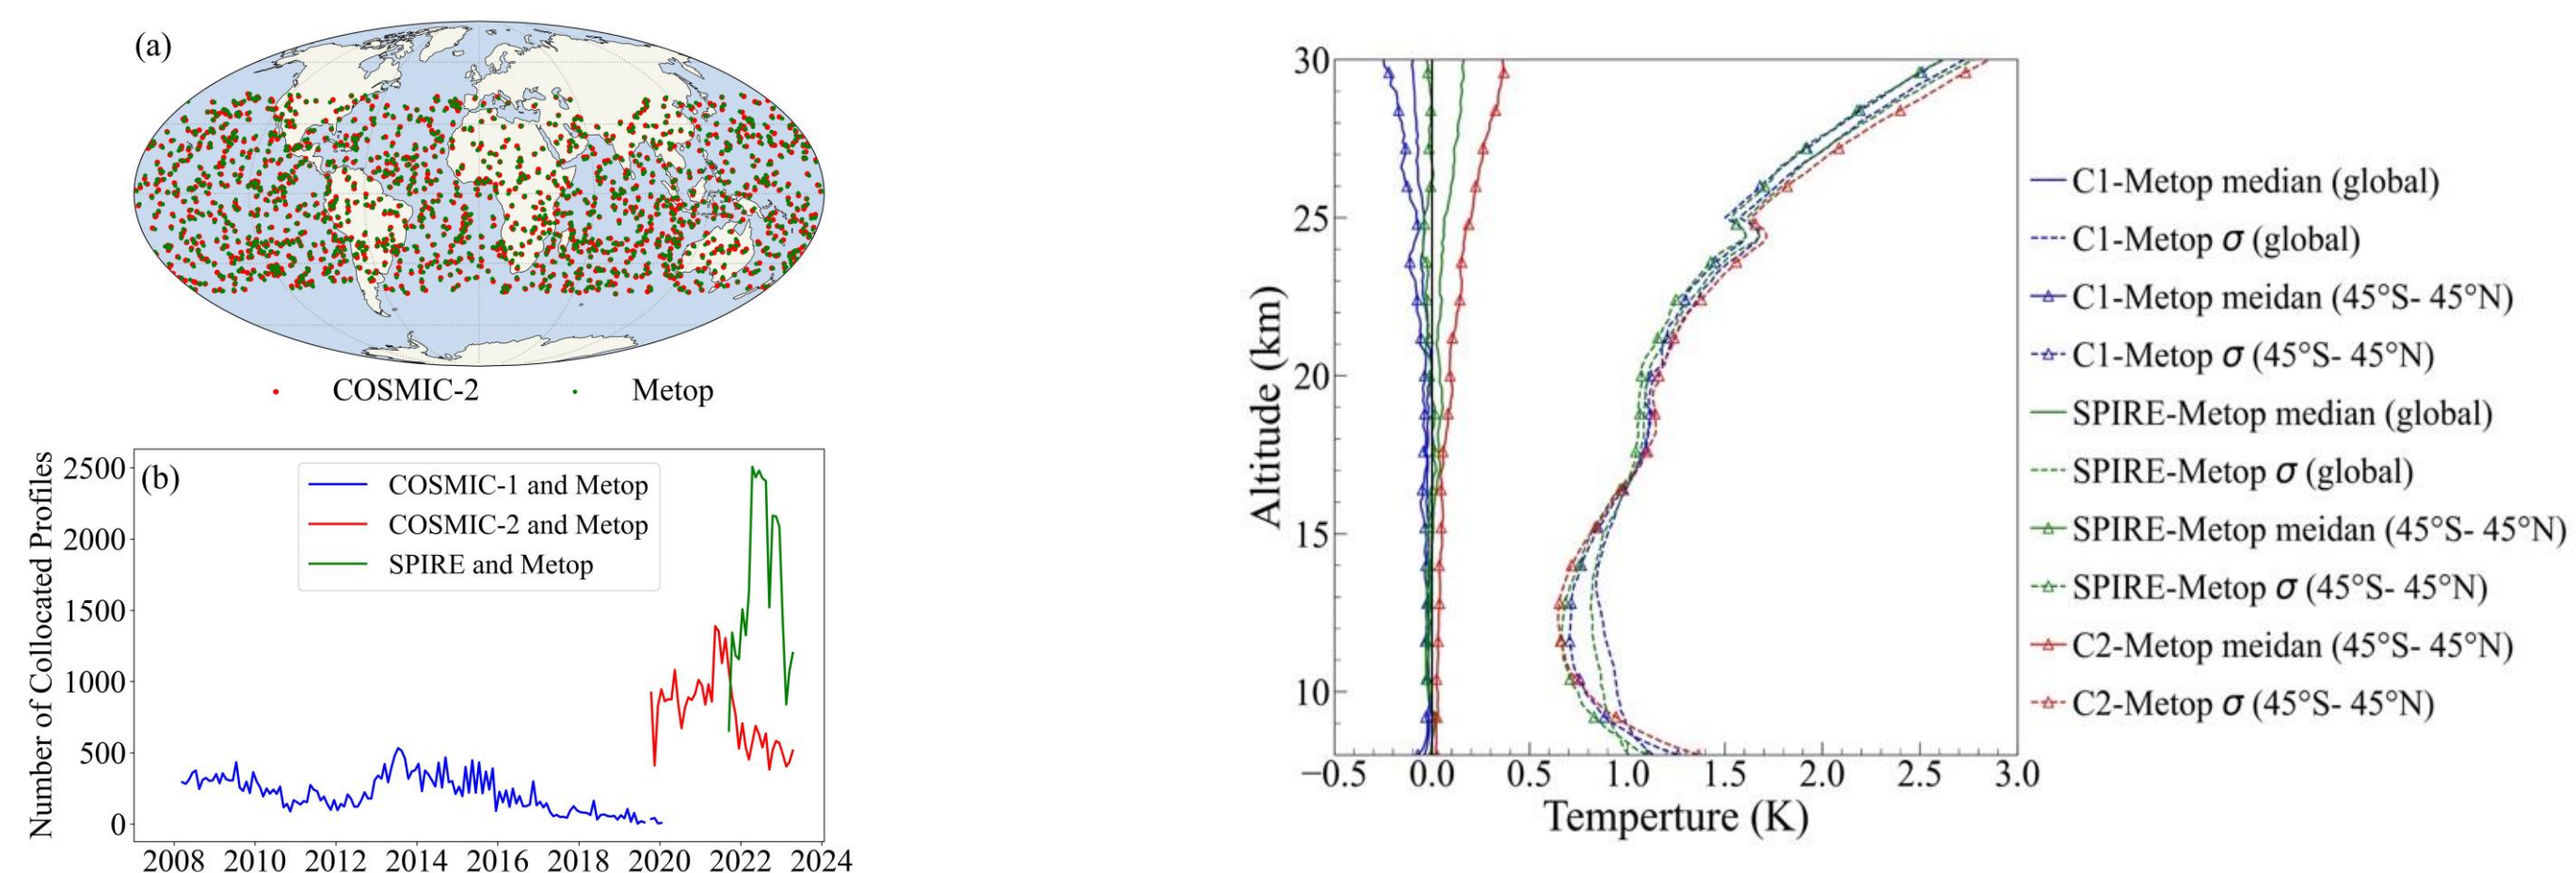 (a)
COSMIC-2 Metop
Number of Collocated Profiles
2500
2000
1500
1000
500
0
(b)
COSMIC-1 and Metop
COSMIC-2 and Metop
SPIRE and Metop
2008 2010 2012 2014 2016 2018 2020 2022 2024
Altitude (km)
30
25
20
15
10
−0.5 0.0 0.5 1.0 1.5 2.0 2.5 3.0
Temperture (K)
C1-Metop median (global)
C1-Metop σ (global)
C1-Metop meidan (45°S- 45°N)
C1-Metop σ (45°S- 45°N)
SPIRE-Metop median (global)
SPIRE-Metop σ (global)
SPIRE-Metop meidan (45°S- 45°N)
SPIRE-Metop σ (45°S- 45°N)
C2-Metop meidan (45°S- 45°N)
C2-Metop σ (45°S- 45°N)